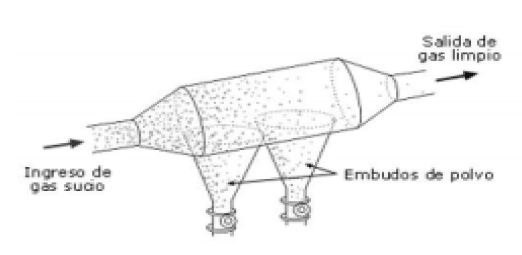 Salida de
gas limpio
Ingreso de
gas sucio
Embudos de polvo